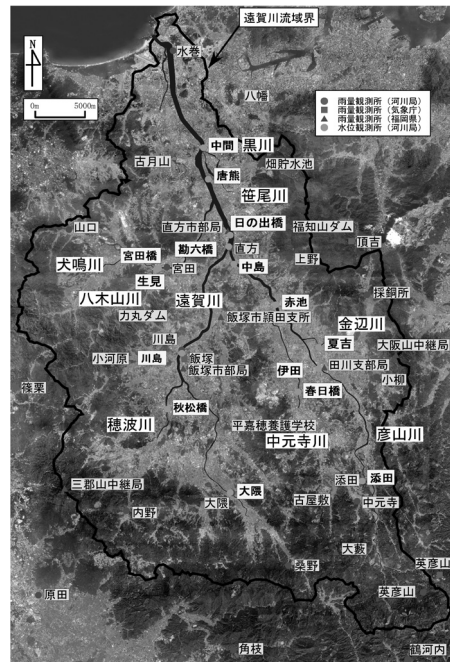 遠賀川流域界
N
0m 5000m
水巻
八幡
雨量観測所（河川局）
雨量観測所（気象庁）
雨量観測所（福岡県）
水位観測所（河川局）
中間
黒川
古月山
畑貯水池
唐熊
笹尾川
山口
直方市部局
日の出橋
福知山ダム
頂吉
宮田橋
勘六橋
直方
犬鳴川
宮田
中島
上野
生見
採銅所
八木山川
遠賀川
赤池
力丸ダム
飯塚市頴田支所
金辺川
川島
夏吉
大阪山中継局
小河原
川島
飯塚
飯塚市部局
伊田
田川支部局
小柳
篠栗
春日橋
秋松橋
穂波川
平嘉穂養護学校
中元寺川
彦山川
三郡山中継局
添田
添田
大隈
大隈
古屋敷
中元寺
内野
大藪
桑野
英彦山
原田
英彦山
角枝
鶴河内